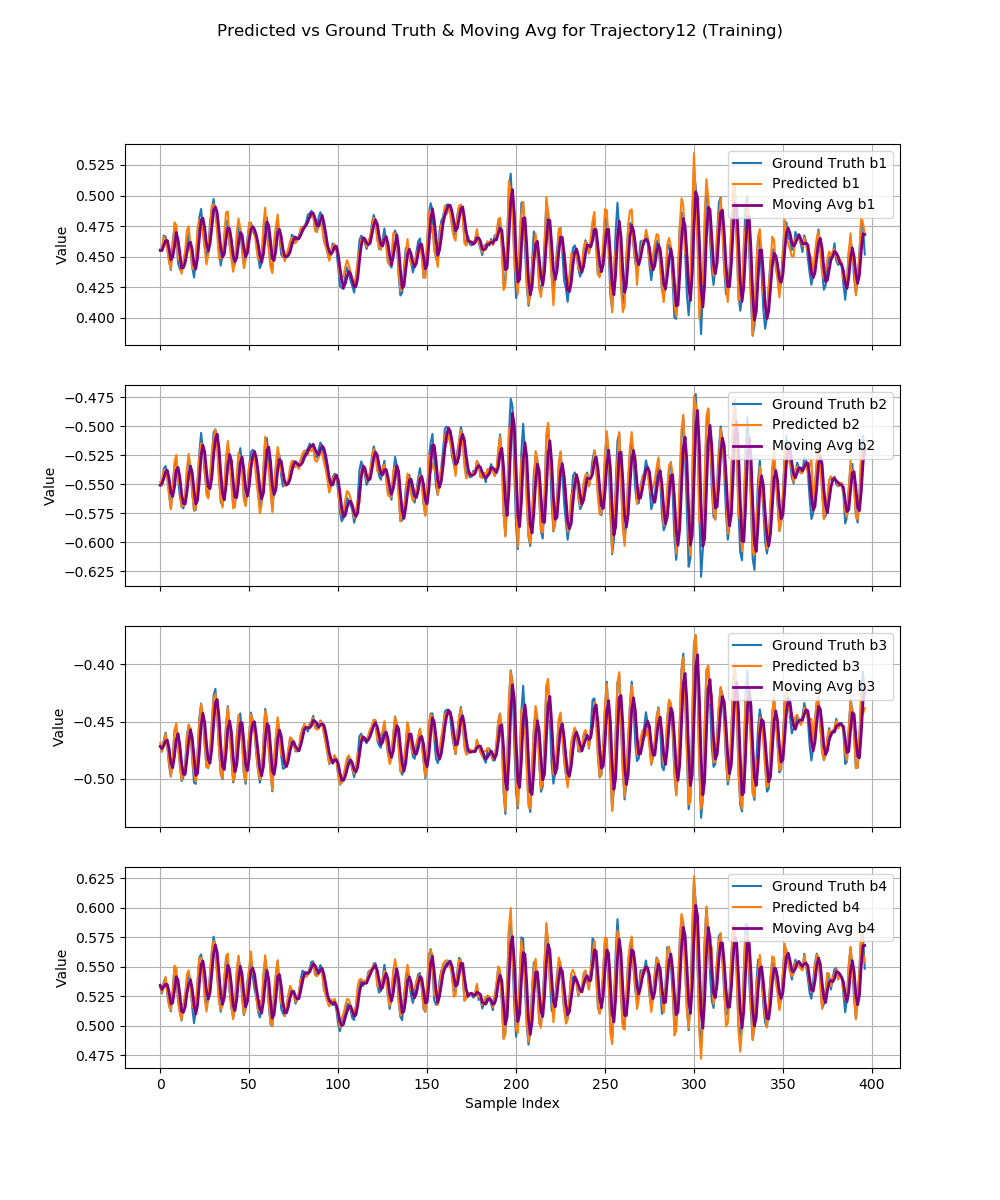 Predicted vs Ground Truth & Moving Avg for Trajectory12 (Training)
0.525
0.500
0.475
0.450
0.425
0.400
Value
Ground Truth b1
Predicted b1
Moving Avg b1
−0.475
−0.500
−0.525
−0.550
−0.575
−0.600
−0.625
Value
Ground Truth b2
Predicted b2
Moving Avg b2
−0.40
−0.45
−0.50
Value
Ground Truth b3
Predicted b3
Moving Avg b3
0.625
0.600
0.575
0.550
0.525
0.500
0.475
Value
Ground Truth b4
Predicted b4
Moving Avg b4
0 50 100 150 200 250 300 350 400
Sample Index